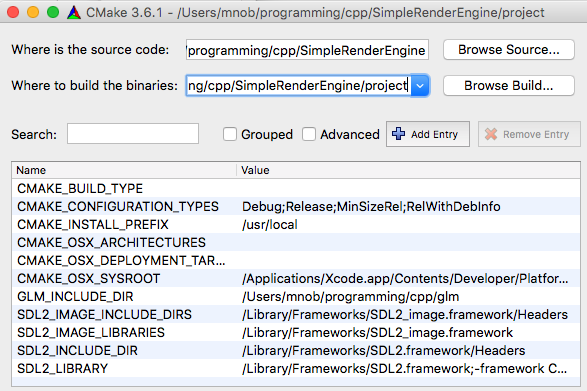 CMake 3.6.1 - /Users/mnob/programming/cpp/SimpleRenderEngine/project
Where is the source code: /programming/cpp/SimpleRenderEngine Browse Source...
Where to build the binaries: ng/cpp/SimpleRenderEngine/project Browse Build...
Search: Grouped Advanced Add Entry Remove Entry
Name Value
CMAKE_BUILD_TYPE
CMAKE_CONFIGURATION_TYPES Debug;Release;MinSizeRel;RelWithDebInfo
CMAKE_INSTALL_PREFIX /usr/local
CMAKE_OSX_ARCHITECTURES
CMAKE_OSX_DEPLOYMENT_TAR...
CMAKE_OSX_SYSROOT /Applications/Xcode.app/Contents/Developer/Platfor...
GLM_INCLUDE_DIR /Users/mnob/programming/cpp/glm
SDL2_IMAGE_INCLUDE_DIRS /Library/Frameworks/SDL2_image.framework/Headers
SDL2_IMAGE_LIBRARIES /Library/Frameworks/SDL2_image.framework
SDL2_INCLUDE_DIR /Library/Frameworks/SDL2.framework/Headers
SDL2_LIBRARY /Library/Frameworks/SDL2.framework;-framework C...